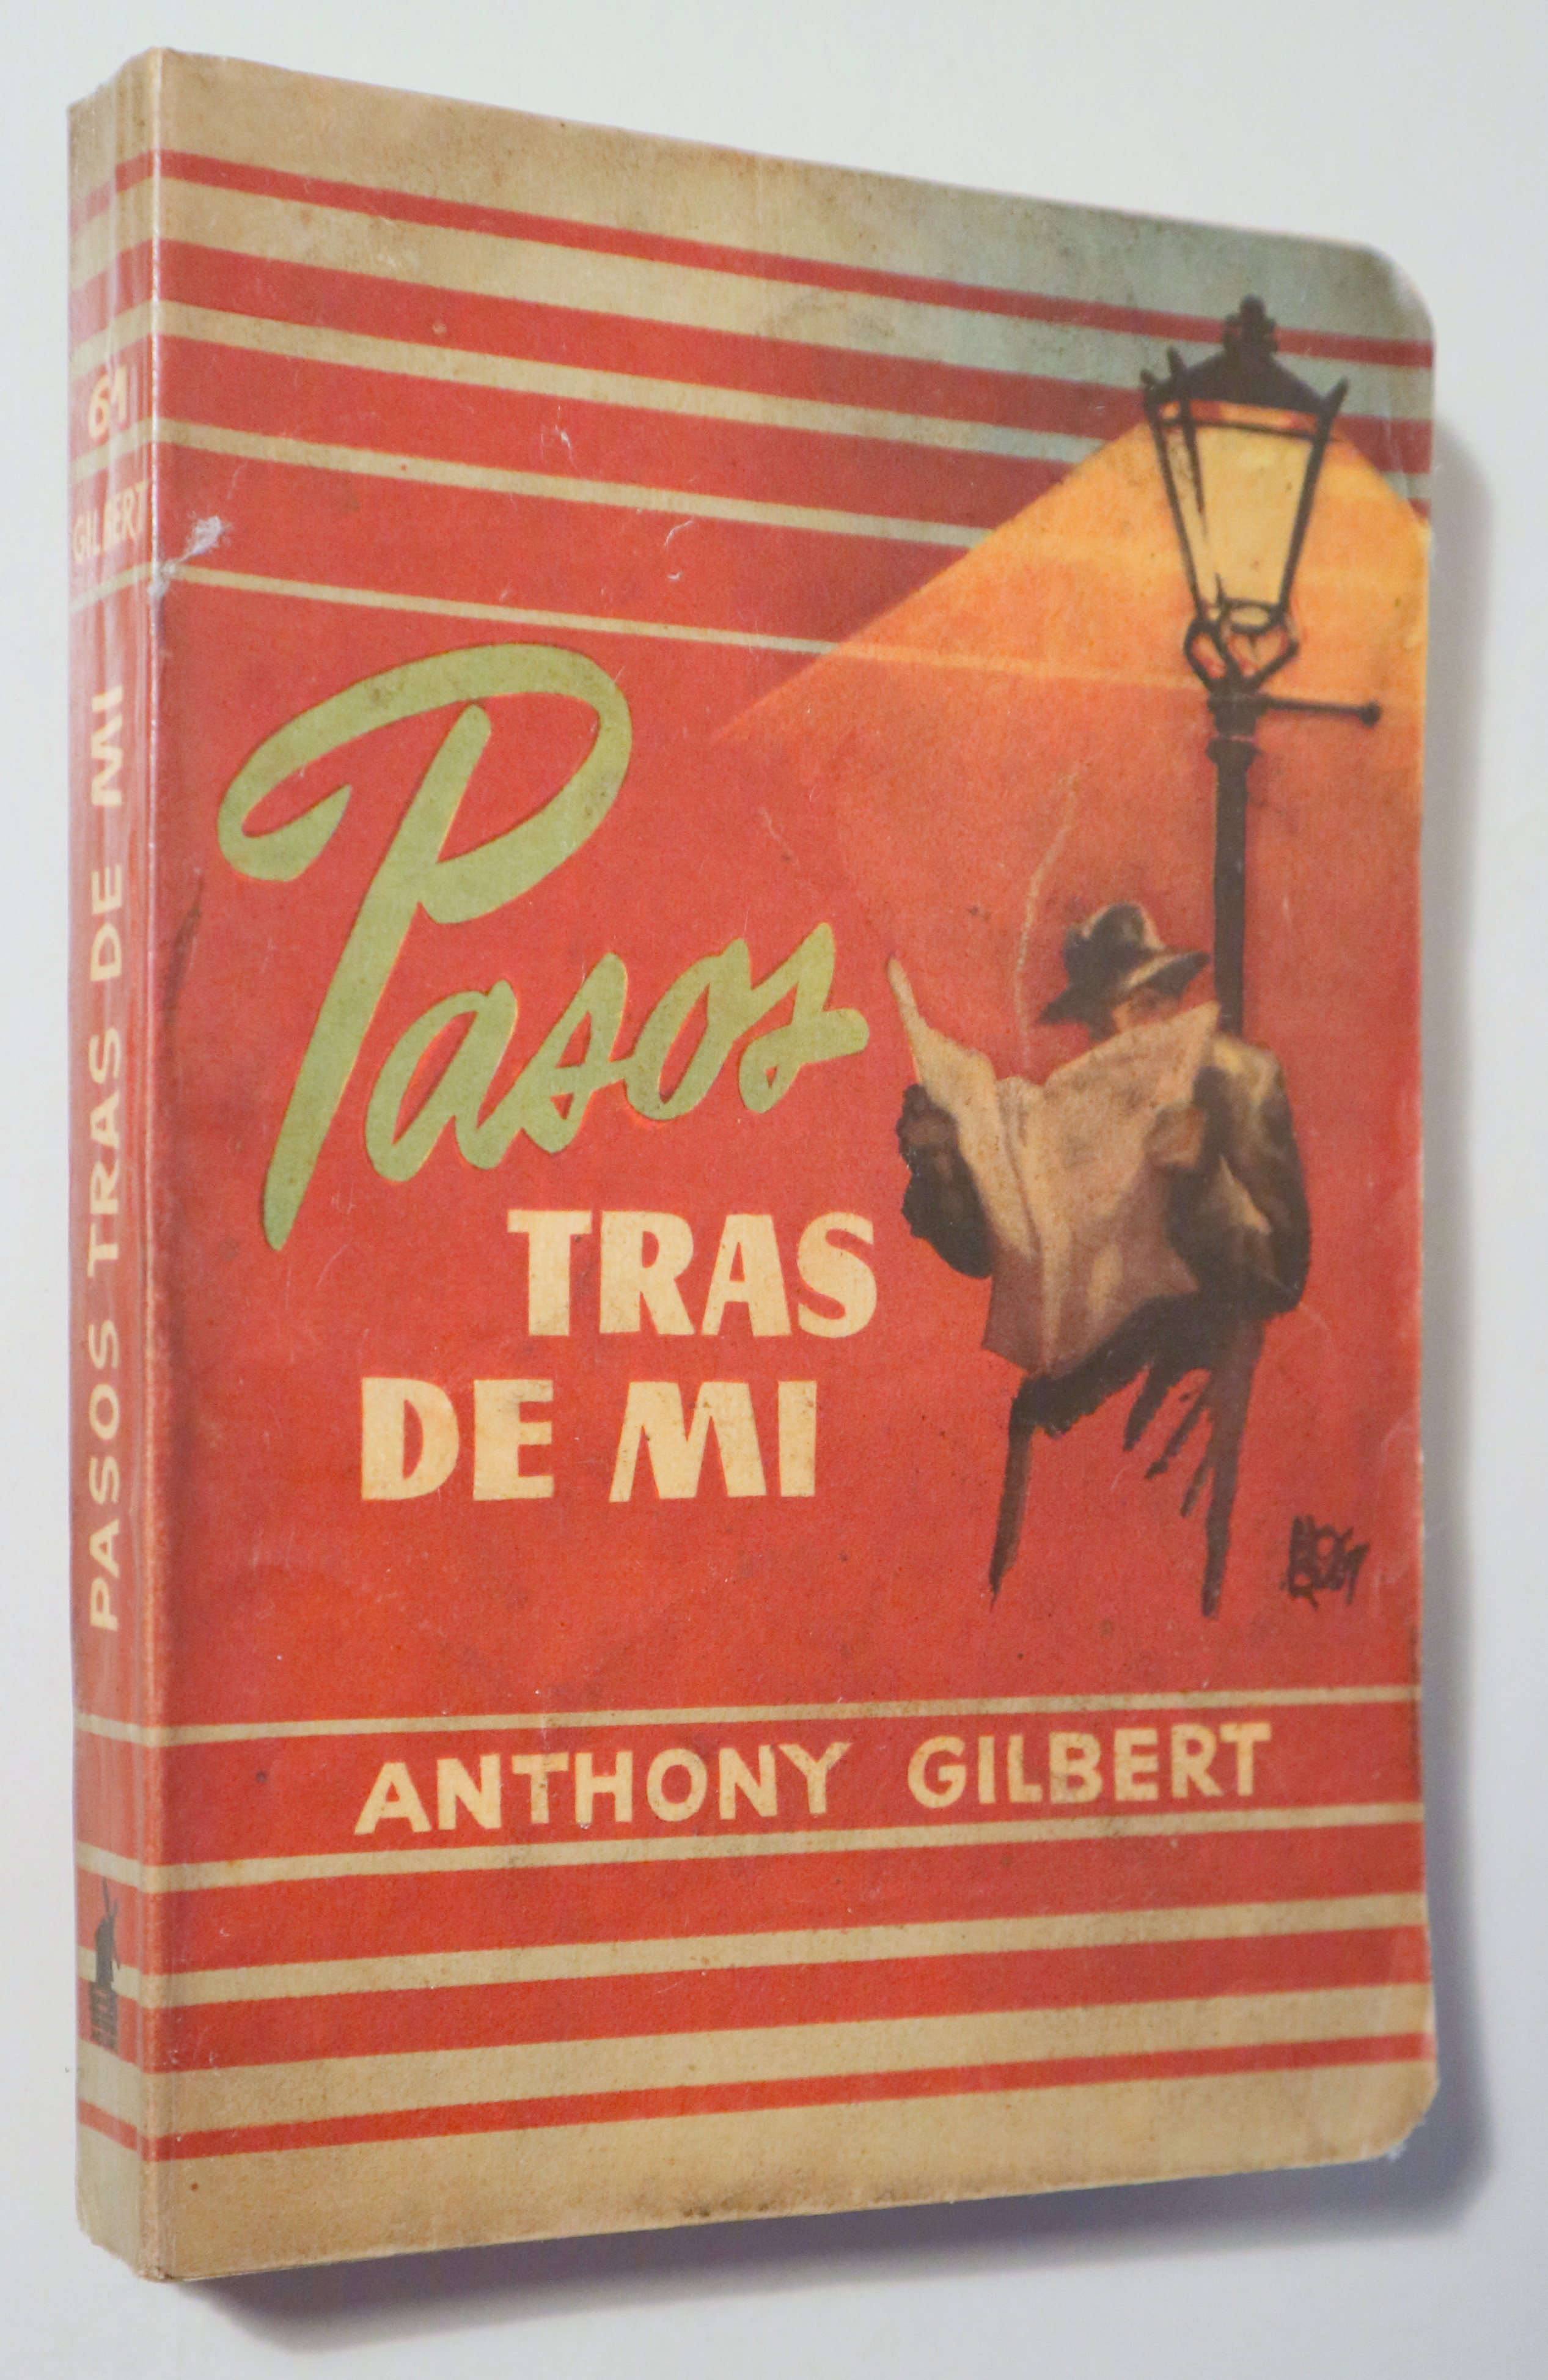 61
GILBERT
PASOS TRAS DE MI
Pasos
TRAS
DE MI
ANTHONY GILBERT